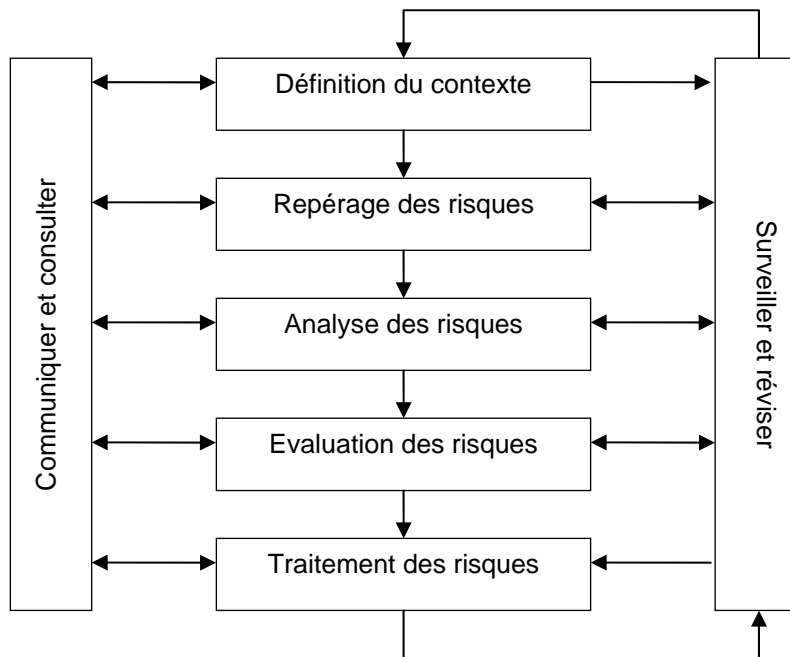 Communiquer et consulter
Définition du contexte
Repérage des risques
Analyse des risques
Evaluation des risques
Traitement des risques
Surveiller et réviser